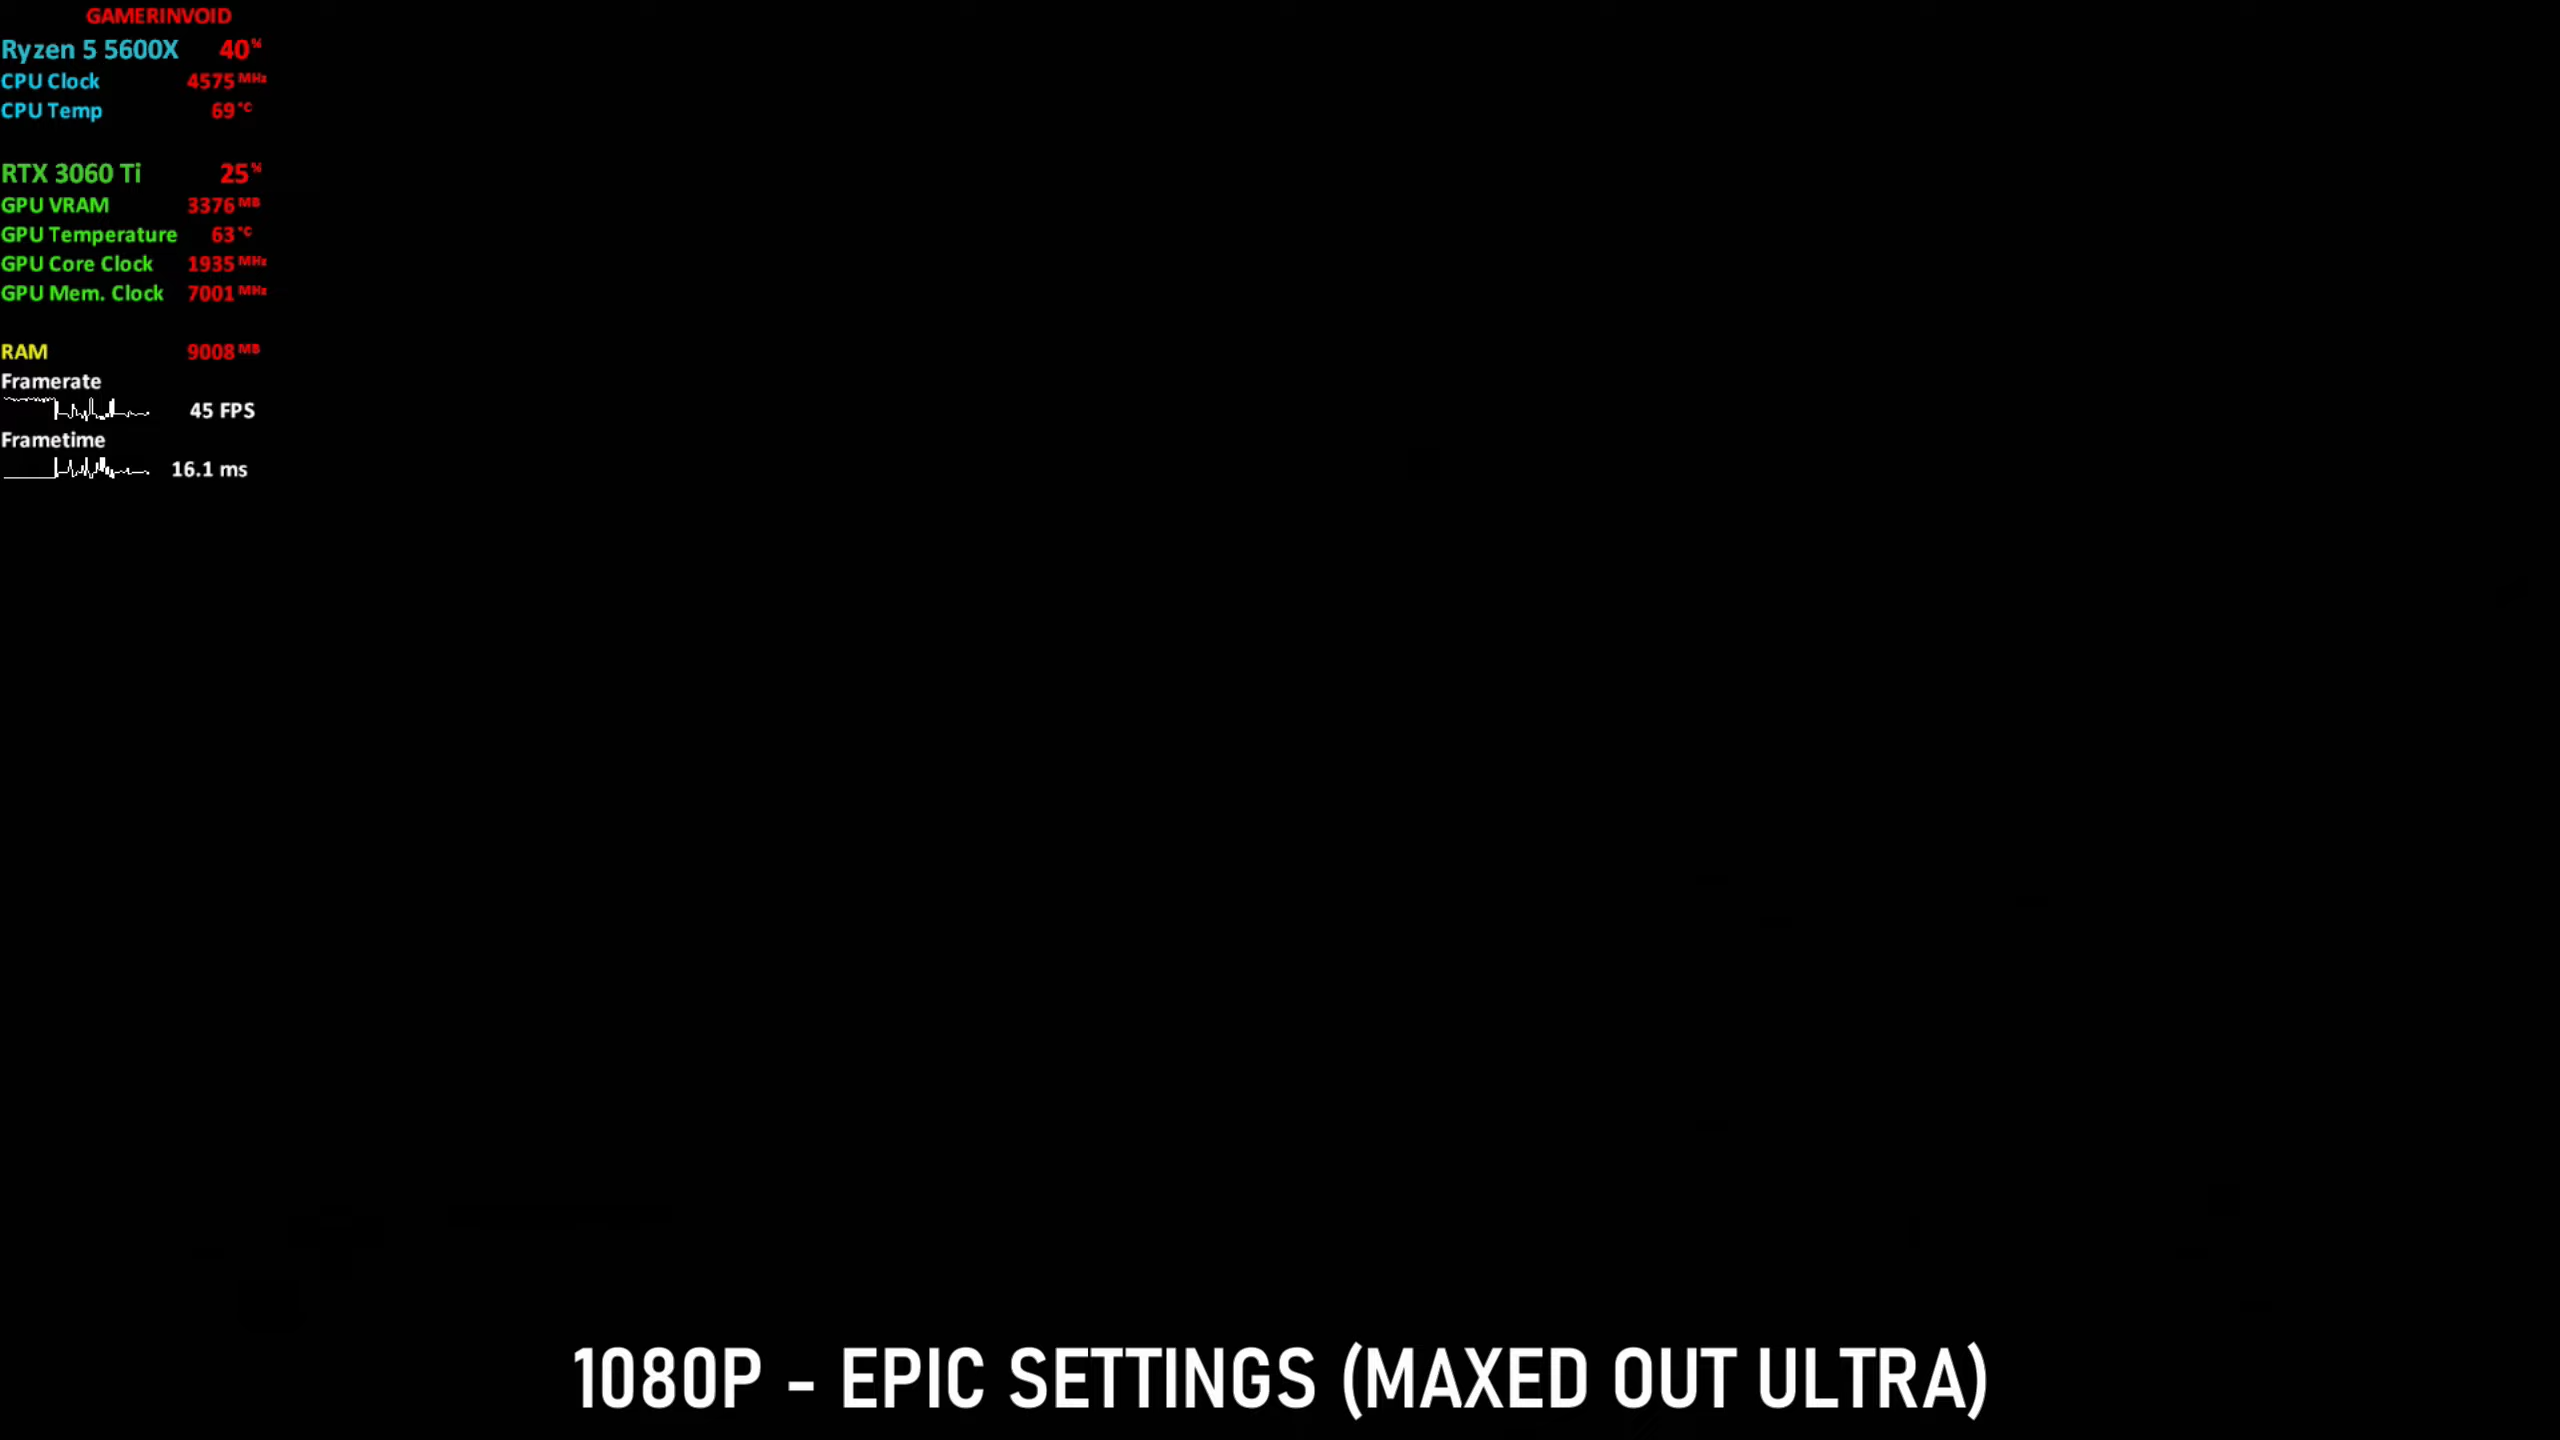 GAMERINVOID
Ryzen 5 5600X 40 %
CPU Clock 4575 MHz
CPU Temp 69 °C
RTX 3060 Ti 25 %
GPU VRAM 3376 MB
GPU Temperature 63 °C
GPU Core Clock 1935 MHz
GPU Mem. Clock 7001 MHz
RAM 9008 MB
Framerate
45 FPS
Frametime
16.1 ms
1080P - EPIC SETTINGS (MAXED OUT ULTRA)